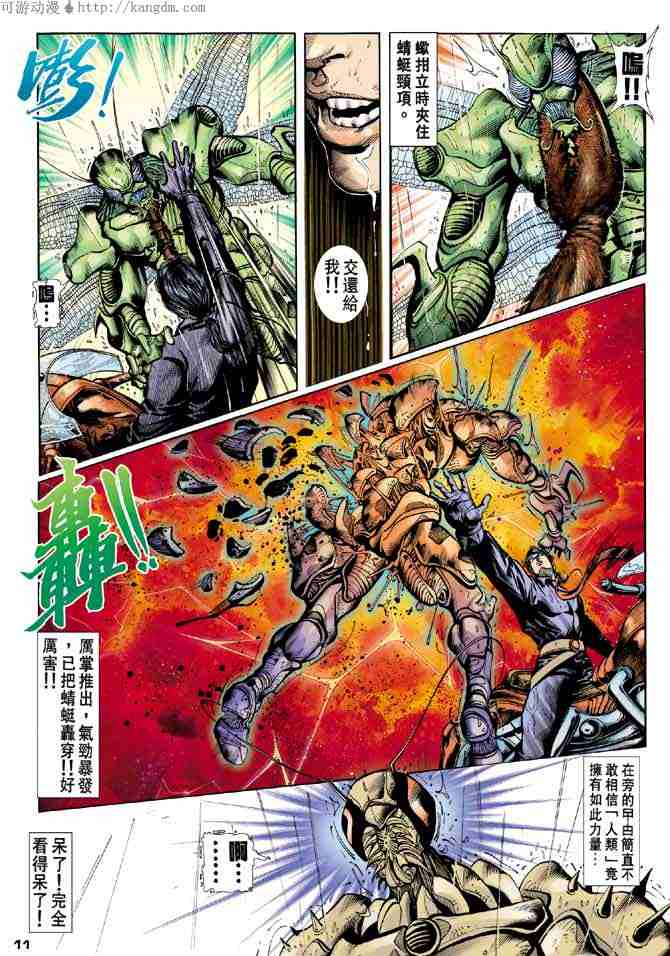 可游动漫 http://kangdm.com/
嗚!!
蠍拑立時夾住
蜻蜓頸項。
交還給
我!!
嘭!
嗚…
轟!!
厲掌推出，氣勁暴發
，已把蜻蜓轟穿!!好
厲害!!
在旁的曱甴簡直不
敢相信「人類」竟
擁有如此力量…
啊…
……
呆了!完全
看得呆了!
11